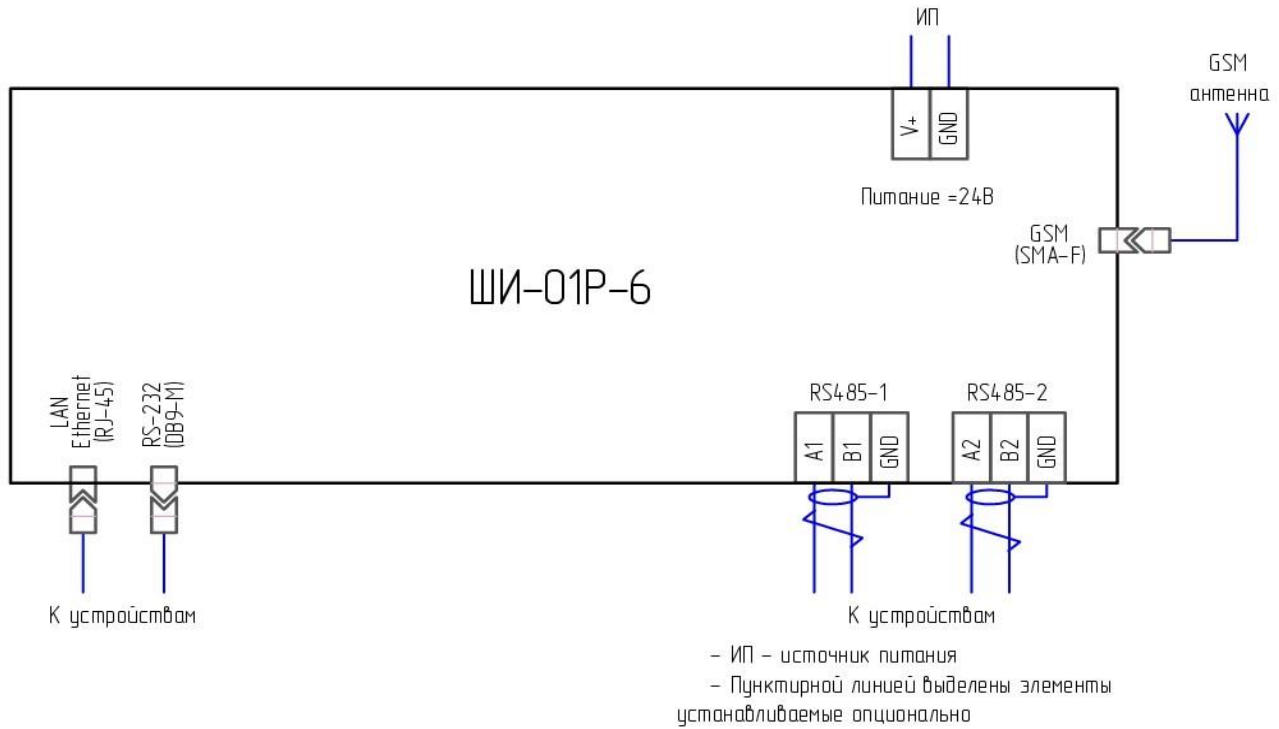 ИП
GSM
антенна
V+
GND
Питание =24В
GSM
(SMA-F)
ШИ-01Р-6
LAN
Ethernet
(RJ-45)
RS-232
(DB9-M)
RS485-1
RS485-2
A1
B1
GND
A2
B2
GND
К устройствам
К устройствам
- ИП - источник питания
- Пунктирной линией выделены элементы
устанавливаемые опционально